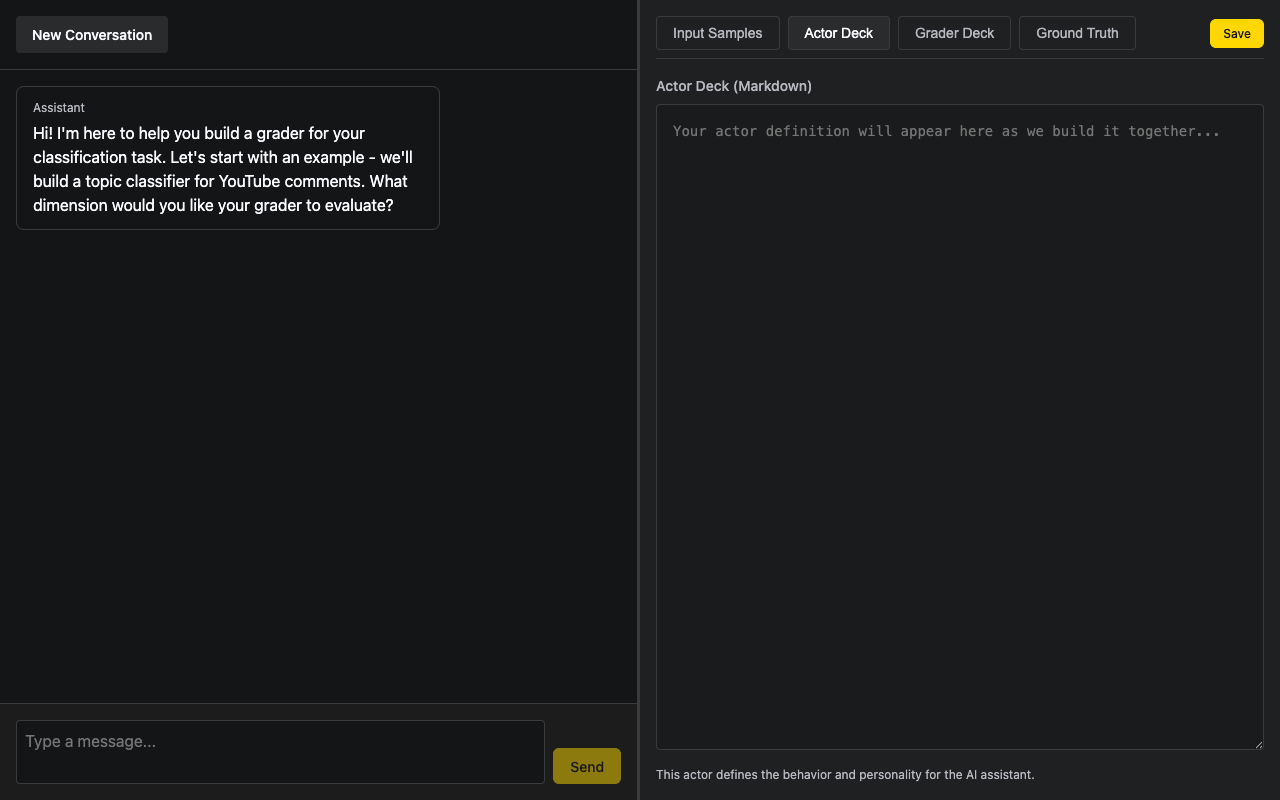 New Conversation
Assistant
Hi! I'm here to help you build a grader for your
classification task. Let's start with an example - we'll
build a topic classifier for YouTube comments. What
dimension would you like your grader to evaluate?
Type a message...
Send
Input Samples
Actor Deck
Grader Deck
Ground Truth
Save
Actor Deck (Markdown)
Your actor definition will appear here as we build it together...
This actor defines the behavior and personality for the AI assistant.